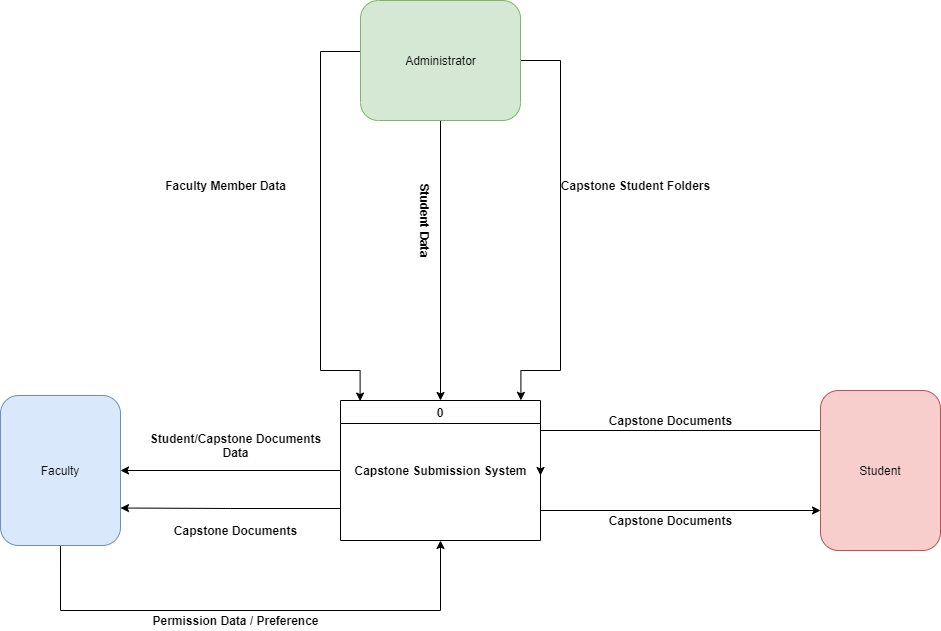 Administrator
Faculty Member Data
Student Data
Capstone Student Folders
0
Capstone Submission System
Student/Capstone Documents
Data
Capstone Documents
Faculty
Capstone Documents
Capstone Documents
Student
Permission Data / Preference